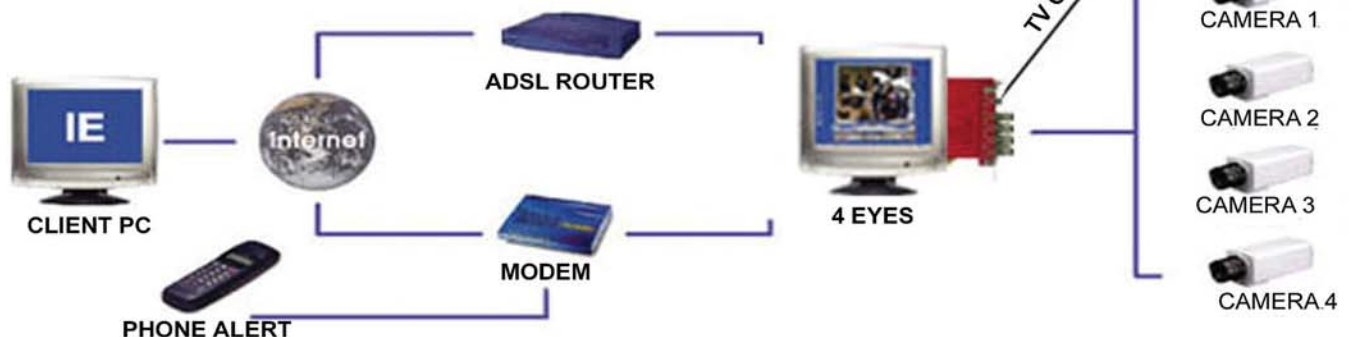 CAMERA 1
TV
ADSL ROUTER
IE
Internet
CAMERA 2
CAMERA 3
CLIENT PC
4 EYES
MODEM
CAMERA.4
PHONE ALERT